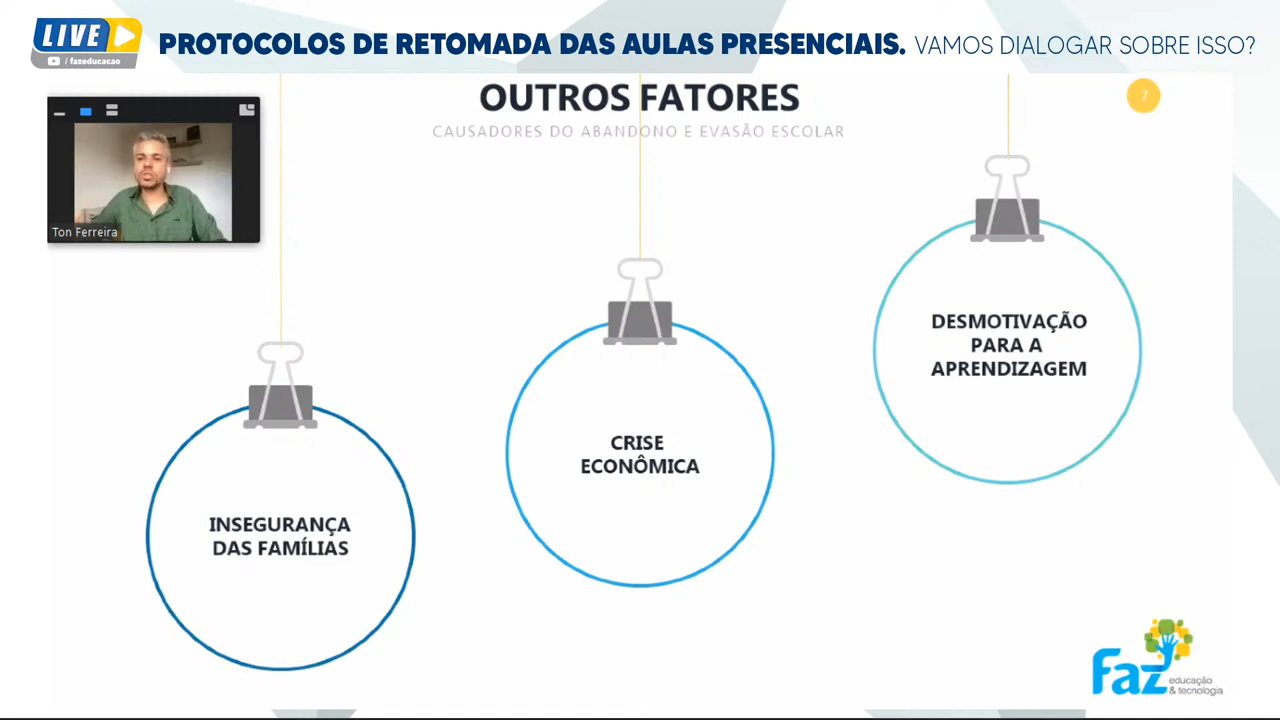 LIVE
/ fazeducacao
PROTOCOLOS DE RETOMADA DAS AULAS PRESENCIAIS. VAMOS DIALOGAR SOBRE ISSO?
OUTROS FATORES
CAUSADORES DO ABANDONO E EVASÃO ESCOLAR
7
Ton Ferreira
DESMOTIVAÇÃO
PARA A
APRENDIZAGEM
CRISE
ECONÔMICA
INSEGURANÇA
DAS FAMÍLIAS
faz
educação
& tecnologia